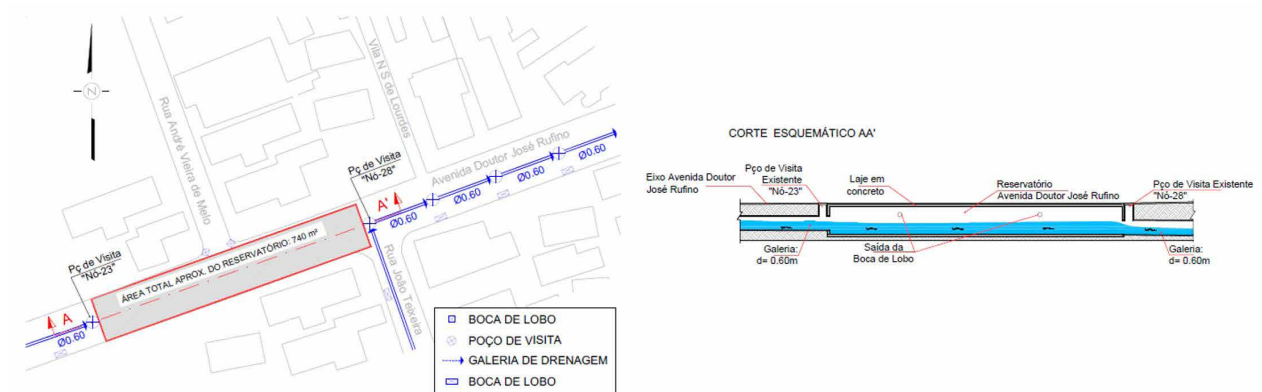 N
Rua André Vieira de Melo
Vila N S de Lourdes
Avenida Doutor José Rufino
Pç de Visita
"Nó-28"
A'
Ø0.60
Ø0.60
Ø0.60
Ø0.60
Pç de Visita
"Nó-23"
ÁREA TOTAL APROX. DO RESERVATÓRIO: 740 m²
Rua João Teixeira
A
Ø0.60
BOCA DE LOBO
POÇO DE VISITA
GALERIA DE DRENAGEM
BOCA DE LOBO
CORTE ESQUEMÁTICO AA'
Eixo Avenida Doutor
José Rufino
Pço de Visita
Existente
"Nó-23"
Laje em
concreto
Reservatório
Avenida Doutor José Rufino
Pço de Visita Existente
"Nó-28"
Galeria:
d= 0.60m
Saída da
Boca de Lobo
Galeria:
d= 0.60m